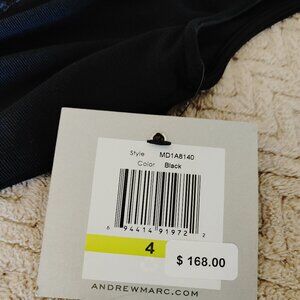 Style MD1A8140
Color Black
6 94414 91972 2
4
$ 168.00
ANDREWMARC.COM